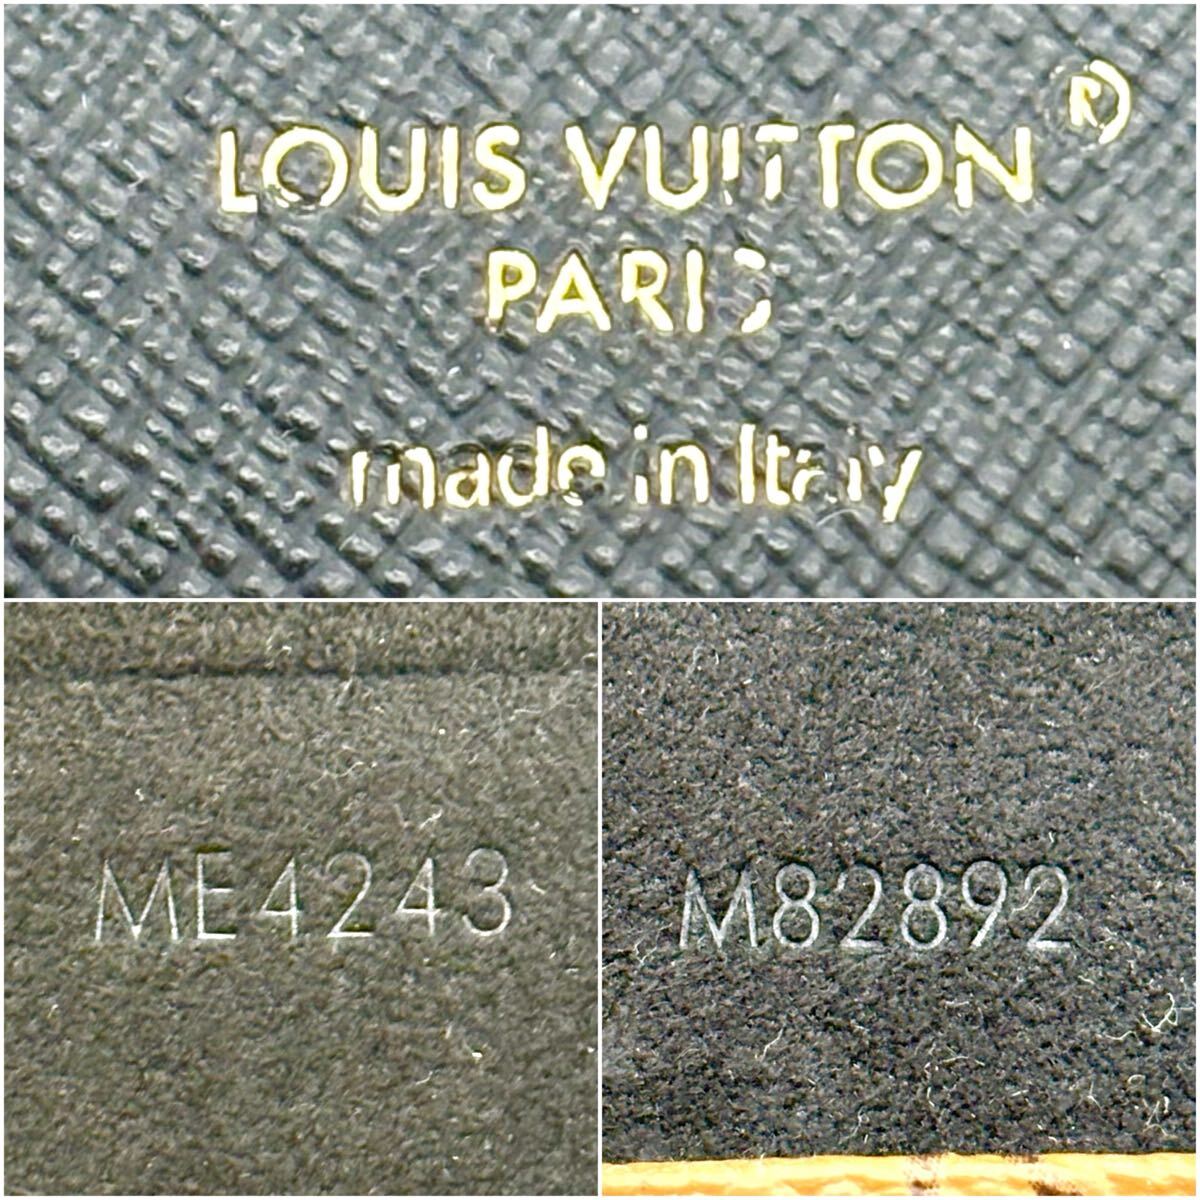 LOUIS VUITTON ®
PARIS
made in Italy
ME4243
M82892